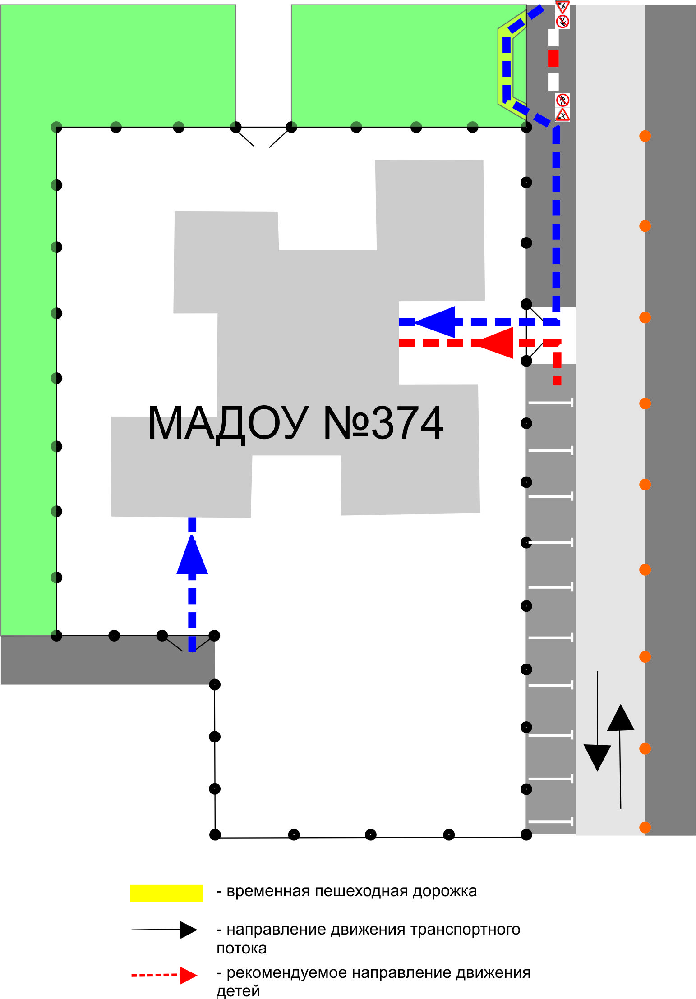 МАДОУ №374
- временная пешеходная дорожка
- направление движения транспортного
потока
- рекомендуемое направление движения
детей